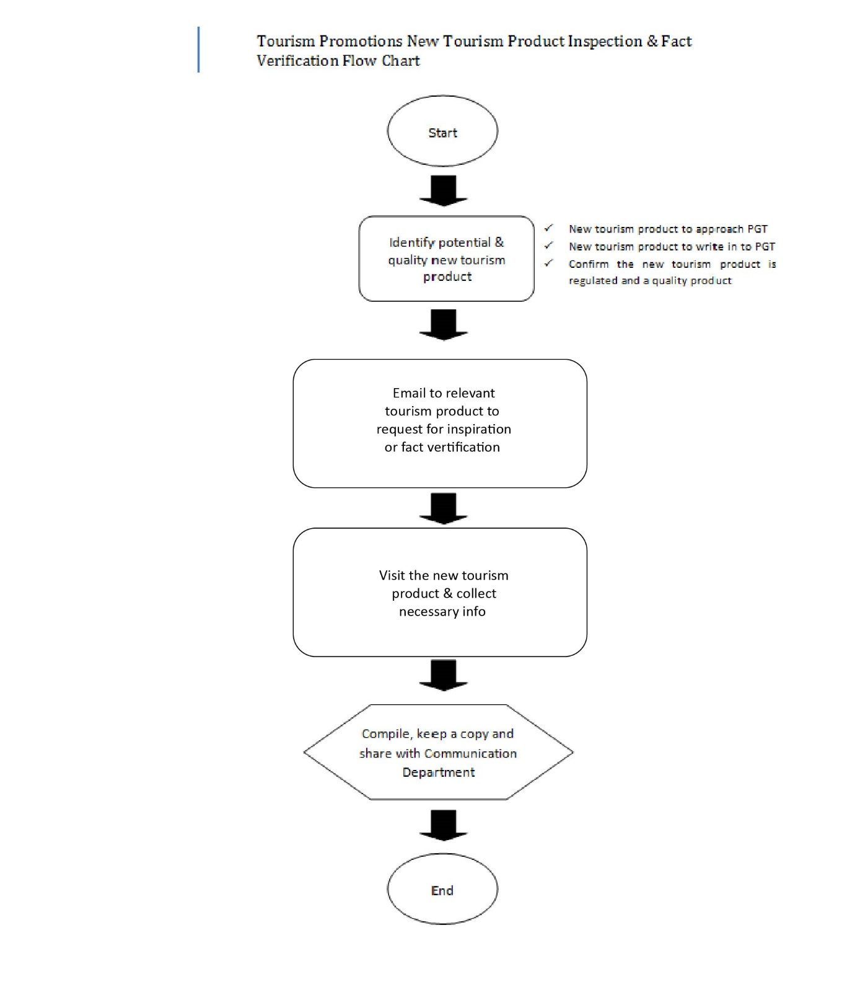 Tourism Promotions New Tourism Product Inspection & Fact
Verification Flow Chart
Start
Identify potential &
quality new tourism
product
✓ New tourism product to approach PGT
✓ New tourism product to write in to PGT
✓ Confirm the new tourism product is
regulated and a quality product
Email to relevant
tourism product to
request for inspiration
or fact vertification
Visit the new tourism
product & collect
necessary info
Compile, keep a copy and
share with Communication
Department
End